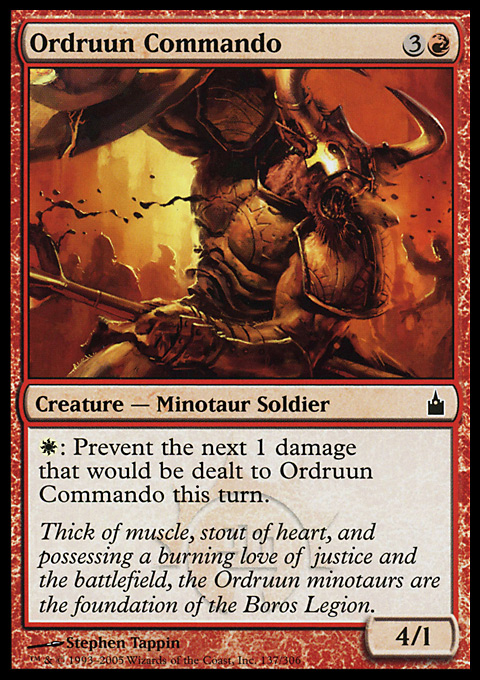 Ordruun Commando 3
Creature — Minotaur Soldier
: Prevent the next 1 damage
that would be dealt to Ordruun
Commando this turn.
Thick of muscle, stout of heart, and
possessing a burning love of justice and
the battlefield, the Ordruun minotaurs are
the foundation of the Boros Legion.
Stephen Tappin
4/1
™ & © 1993-2005 Wizards of the Coast, Inc. 137/306